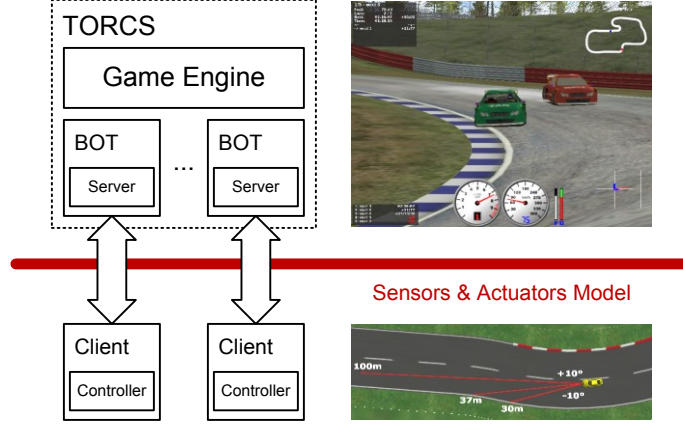 TORCS
Game Engine
BOT
Server
...
BOT
Server
Sensors & Actuators Model
Client
Controller
Client
Controller
100m
+10°
-10°
37m
30m